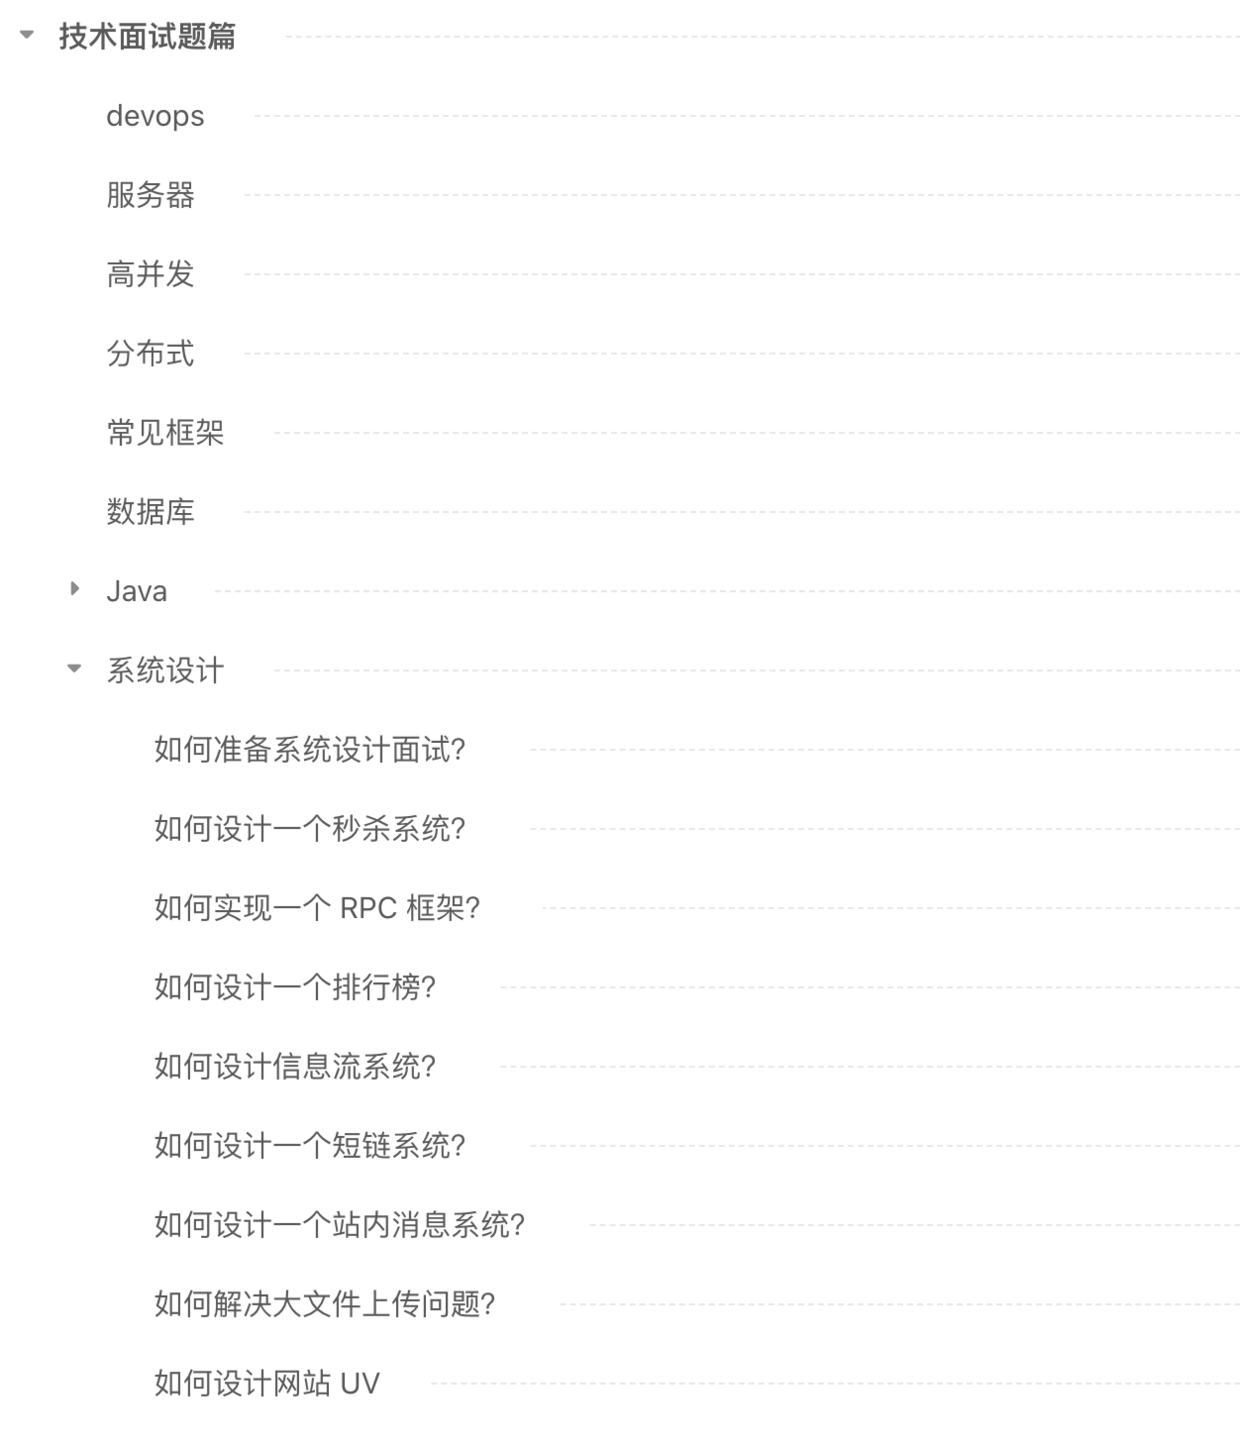 技术面试题篇
devops
服务器
高并发
分布式
常见框架
数据库
Java
系统设计
如何准备系统设计面试?
如何设计一个秒杀系统?
如何实现一个 RPC 框架?
如何设计一个排行榜?
如何设计信息流系统?
如何设计一个短链系统?
如何设计一个站内消息系统?
如何解决大文件上传问题?
如何设计网站 UV